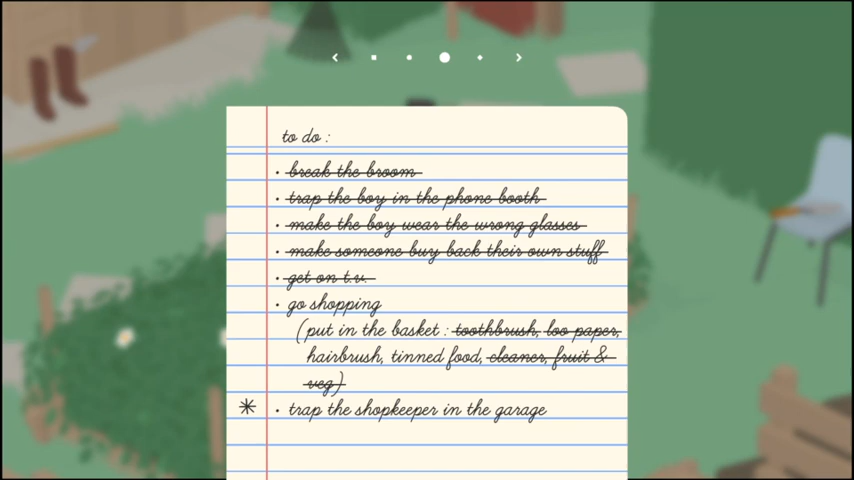 to do :
· break the broom
· trap the boy in the phone booth
· make the boy wear the wrong glasses
· make someone buy back their own stuff
· get on t.v.
· go shopping
(put in the basket : toothbrush, loo paper,
hairbrush, tinned food, cleaner, fruit &
veg)
* · trap the shopkeeper in the garage